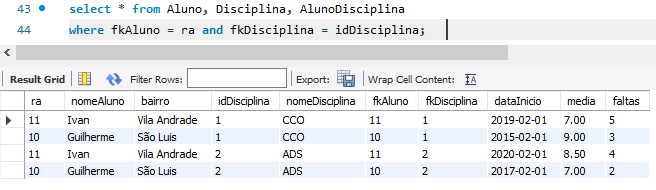 43 select * from Aluno, Disciplina, AlunoDisciplina
44 where fkAluno = ra and fkDisciplina = idDisciplina;
Result Grid Filter Rows: Export: Wrap Cell Content:
ra nomeAluno bairro idDisciplina nomeDisciplina fkAluno fkDisciplina dataInicio media faltas
11 Ivan Vila Andrade 1 CCO 11 1 2019-02-01 7.00 5
10 Guilherme São Luis 1 CCO 10 1 2015-02-01 9.00 3
11 Ivan Vila Andrade 2 ADS 11 2 2020-02-01 8.50 4
10 Guilherme São Luis 2 ADS 10 2 2017-02-01 7.00 2